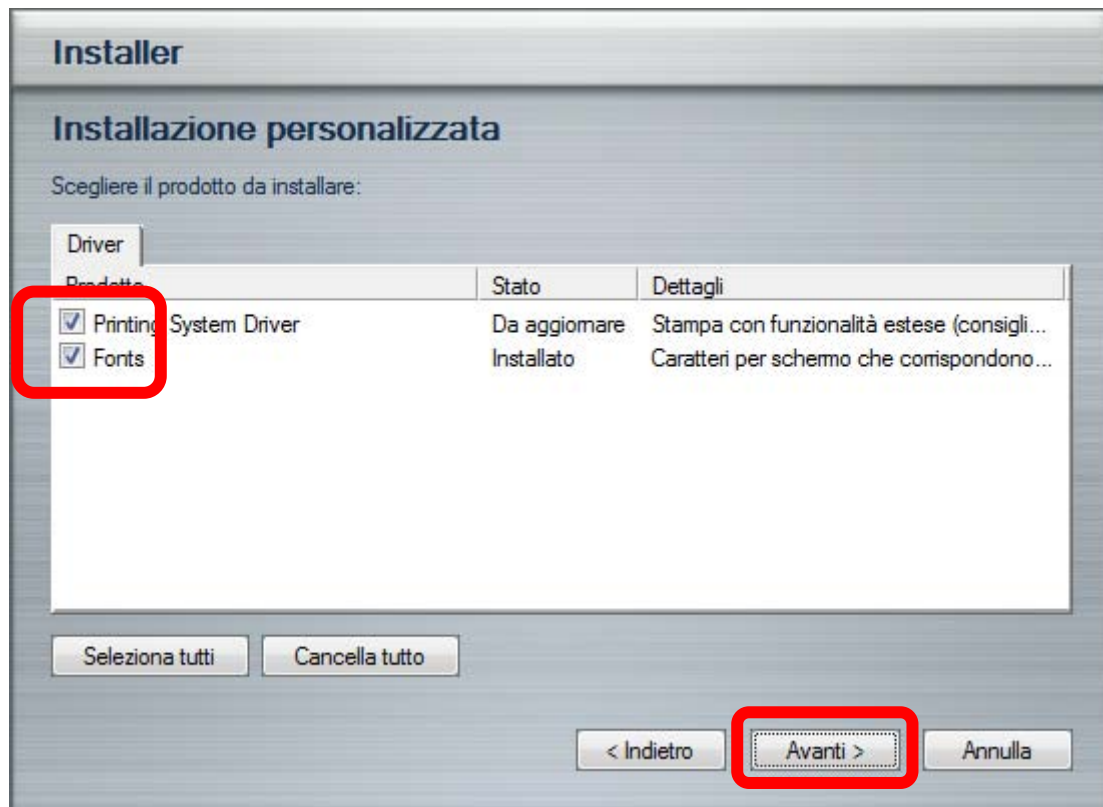 Installer
Installazione personalizzata
Scegliere il prodotto da installare:
Driver
Prodotto Stato Dettagli
Printing System Driver Da aggiornare Stampa con funzionalità estese (consigli...
Fonts Installato Caratteri per schermo che corrispondono...
Seleziona tutti Cancella tutto
< Indietro Avanti > Annulla